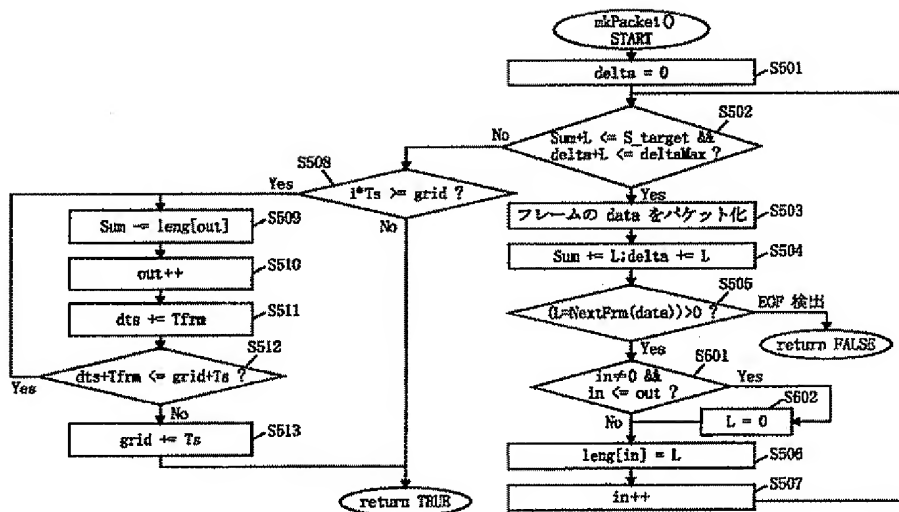 mkPacket()
START
delta = 0
S501
S502
Sum+L <= S_target &&
delta+L <= deltaMax ?
No
Yes
フレームの data をパケット化
S503
Sum += L;delta += L
S504
S505
(L=NextFrm(data))>0 ?
EOF 検出
return FALSE
Yes
S601
in≠0 &&
in <= out ?
Yes
S602
L = 0
No
leng[in] = L
S506
in++
S507
S508
i*Ts >= grid ?
Yes
No
Sum -= leng[out]
S509
out++
S510
dts += Tfrm
S511
S512
dts+Tfrm <= grid+Ts ?
Yes
No
grid += Ts
S513
return TRUE